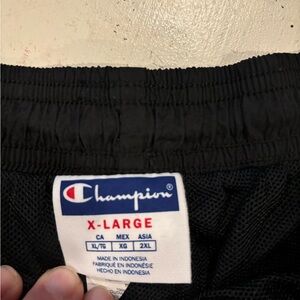 Champion®
X-LARGE
CA MEX ASIA
XL/TG XG 2XL
MADE IN INDONESIA
FABRIQUÉ EN INDONÉSIE
HECHO EN INDONESIA